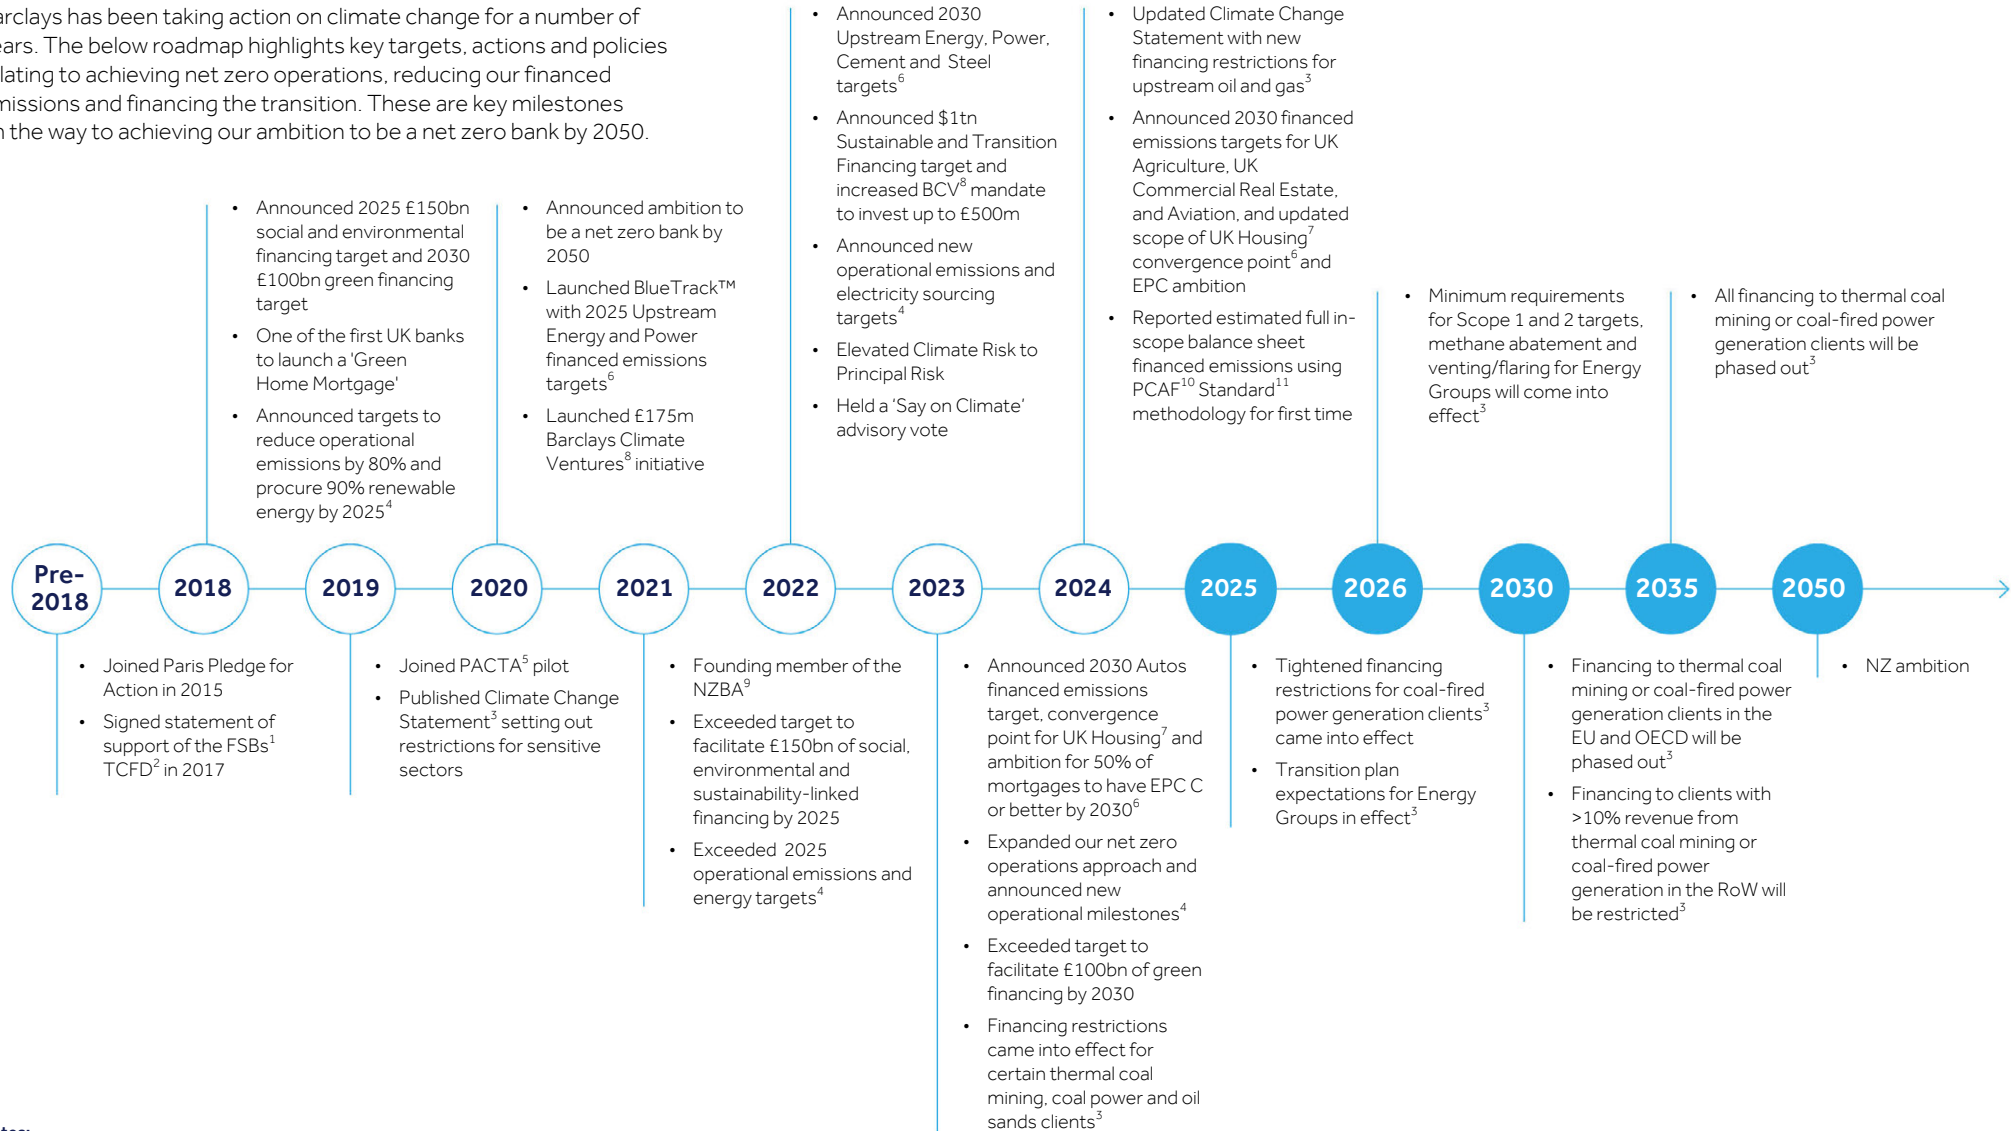 arclays has been taking action on climate change for a number of
ears. The below roadmap highlights key targets, actions and policies
lating to achieving net zero operations, reducing our financed
missions and financing the transition. These are key milestones
n the way to achieving our ambition to be a net zero bank by 2050.
• Announced 2025 £150bn
social and environmental
financing target and 2030
£100bn green financing
target
• One of the first UK banks
to launch a 'Green
Home Mortgage'
• Announced targets to
reduce operational
emissions by 80% and
procure 90% renewable
energy by 2025⁴
• Announced ambition to
be a net zero bank by
2050
• Launched BlueTrack™
with 2025 Upstream
Energy and Power
financed emissions
targets⁶
• Launched £175m
Barclays Climate
Ventures⁸ initiative
• Announced 2030
Upstream Energy, Power,
Cement and Steel
targets⁶
• Announced $1tn
Sustainable and Transition
Financing target and
increased BCV⁸ mandate
to invest up to £500m
• Announced new
operational emissions and
electricity sourcing
targets⁴
• Elevated Climate Risk to
Principal Risk
• Held a ‘Say on Climate’
advisory vote
• Updated Climate Change
Statement with new
financing restrictions for
upstream oil and gas³
• Announced 2030 financed
emissions targets for UK
Agriculture, UK
Commercial Real Estate,
and Aviation, and updated
scope of UK Housing⁷
convergence point⁶ and
EPC ambition
• Reported estimated full in-
scope balance sheet
financed emissions using
PCAF¹⁰ Standard¹¹
methodology for first time
• Minimum requirements
for Scope 1 and 2 targets,
methane abatement and
venting/flaring for Energy
Groups will come into
effect³
• All financing to thermal coal
mining or coal-fired power
generation clients will be
phased out³
Pre-
2018
2018
2019
2020
2021
2022
2023
2024
2025
2026
2030
2035
2050
• Joined Paris Pledge for
Action in 2015
• Signed statement of
support of the FSBs¹
TCFD² in 2017
• Joined PACTA⁵ pilot
• Published Climate Change
Statement³ setting out
restrictions for sensitive
sectors
• Founding member of the
NZBA⁹
• Exceeded target to
facilitate £150bn of social,
environmental and
sustainability-linked
financing by 2025
• Exceeded 2025
operational emissions and
energy targets⁴
• Announced 2030 Autos
financed emissions
target, convergence
point for UK Housing⁷ and
ambition for 50% of
mortgages to have EPC C
or better by 2030⁶
• Expanded our net zero
operations approach and
announced new
operational milestones⁴
• Exceeded target to
facilitate £100bn of green
financing by 2030
• Financing restrictions
came into effect for
certain thermal coal
mining, coal power and oil
sands clients³
• Tightened financing
restrictions for coal-fired
power generation clients³
came into effect
• Transition plan
expectations for Energy
Groups in effect³
• Financing to thermal coal
mining or coal-fired power
generation clients in the
EU and OECD will be
phased out³
• Financing to clients with
>10% revenue from
thermal coal mining or
coal-fired power
generation in the RoW will
be restricted³
• NZ ambition